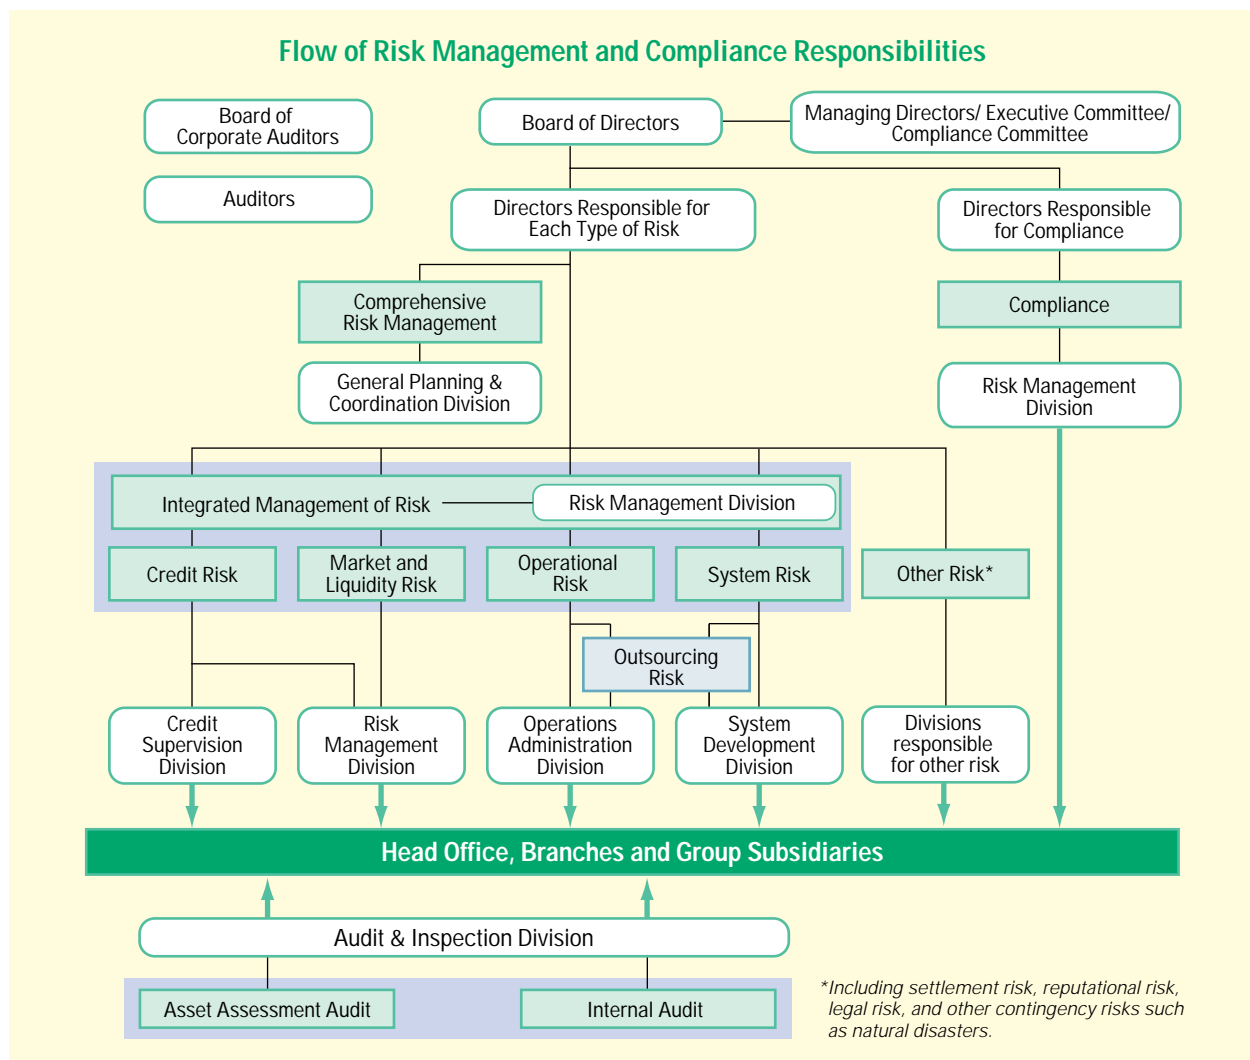 Flow of Risk Management and Compliance Responsibilities
Board of
Corporate Auditors
Board of Directors
Managing Directors/ Executive Committee/
Compliance Committee
Auditors
Directors Responsible for
Each Type of Risk
Directors Responsible
for Compliance
Comprehensive
Risk Management
Compliance
General Planning &
Coordination Division
Risk Management
Division
Integrated Management of Risk
Risk Management Division
Credit Risk
Market and
Liquidity Risk
Operational
Risk
System Risk
Other Risk*
Outsourcing
Risk
Credit
Supervision
Division
Risk
Management
Division
Operations
Administration
Division
System
Development
Division
Divisions
responsible
for other risk
Head Office, Branches and Group Subsidiaries
Audit & Inspection Division
Asset Assessment Audit
Internal Audit
*Including settlement risk, reputational risk,
legal risk, and other contingency risks such
as natural disasters.